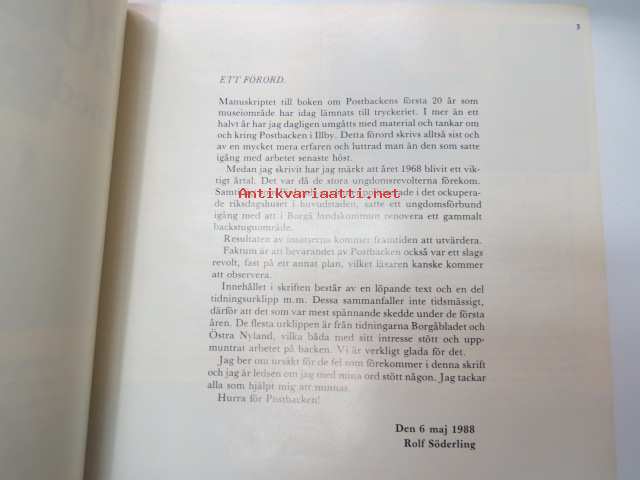 3
ETT FÖRORD.
Manuskriptet till boken om Postbackens första 20 år som
museiområde har idag lämnats till tryckeriet. I mer än ett
halvt år har jag dagligen umgåtts med material och tankar om
och kring Postbacken i Illby. Detta förord skrivs alltså sist och
av en mycket mera erfaren och luttrad man än den som satte
igång med arbetet senaste höst.
Medan jag skrivit har jag märkt att året 1968 blivit ett vik-
tigt årtal. Det var då de stora ungdomsrevolterna förekom.
Antikvariaatti.net
rade i det ockupera-
de riksdagshuset i huvudstaden, satte ett ungdomsförbund
igång med att i Borgå landskommun renovera ett gammalt
backstugområde.
Resultaten av insatserna kommer framtiden att utvärdera.
Faktum är att bevarandet av Postbacken också var ett slags
revolt, fast på ett annat plan, vilket läsaren kanske kommer
att observera.
Innehållet i skriften består av en löpande text och en del
tidningsurklipp m.m. Dessa sammanfaller inte tidsmässigt,
därför att det som var mest spännande skedde under de första
åren. De flesta urklippen är från tidningarna Borgåbladet och
Östra Nyland, vilka båda med sitt intresse stött och upp-
muntrat arbetet på backen. Vi är verkligt glada för det.
Jag ber om ursäkt för de fel som förekommer i denna skrift
och jag är ledsen om jag med mina ord stött någon. Jag tackar
alla som hjälpt mig att minnas.
Hurra för Postbacken!
Den 6 maj 1988
Rolf Söderling